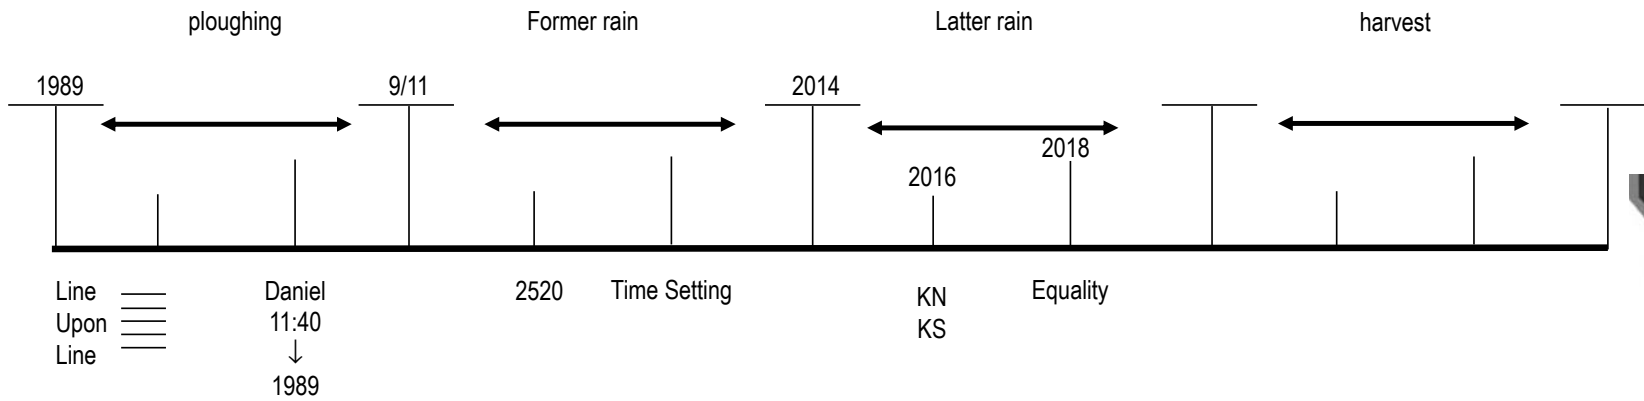 ploughing
Former rain
Latter rain
harvest
1989
9/11
2014
2018
2016
Line
Upon
Line
Daniel
11:40
↓
1989
2520
Time Setting
KN
KS
Equality